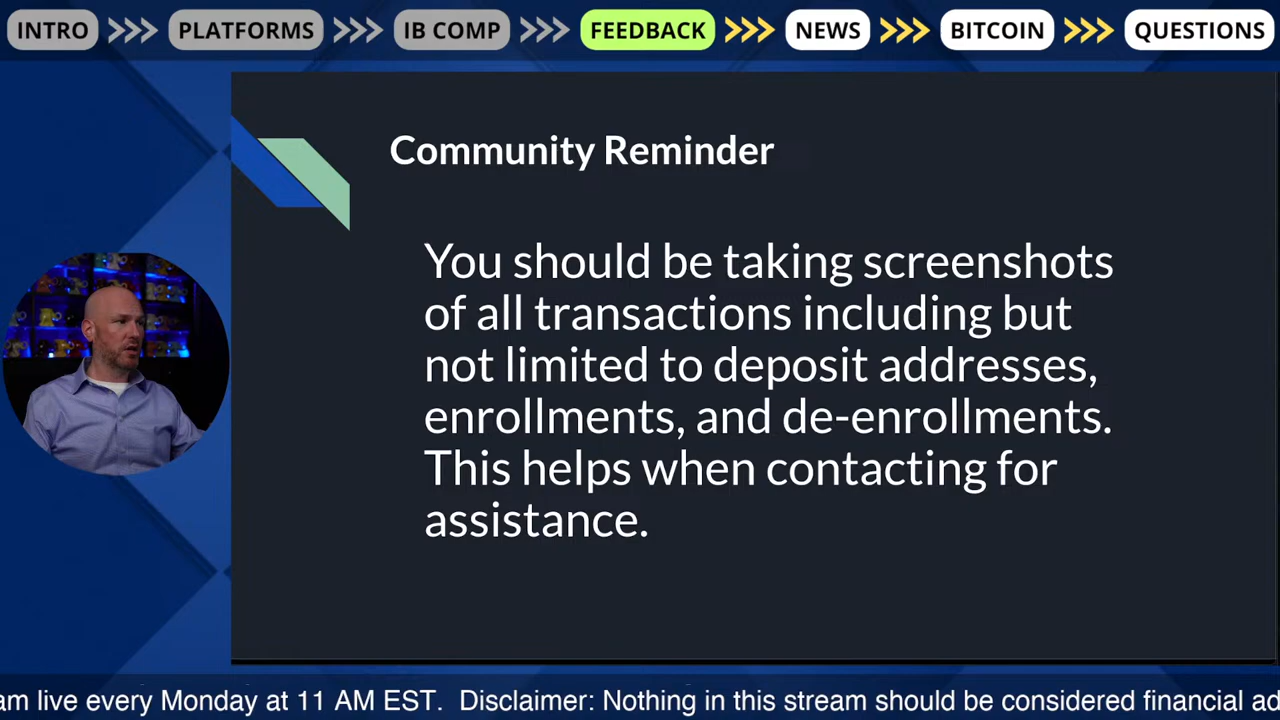 INTRO >>> PLATFORMS >>> IB COMP >>> FEEDBACK >>> NEWS >>> BITCOIN >>> QUESTIONS
Community Reminder
You should be taking screenshots
of all transactions including but
not limited to deposit addresses,
enrollments, and de-enrollments.
This helps when contacting for
assistance.
am live every Monday at 11 AM EST.  Disclaimer: Nothing in this stream should be considered financial ad